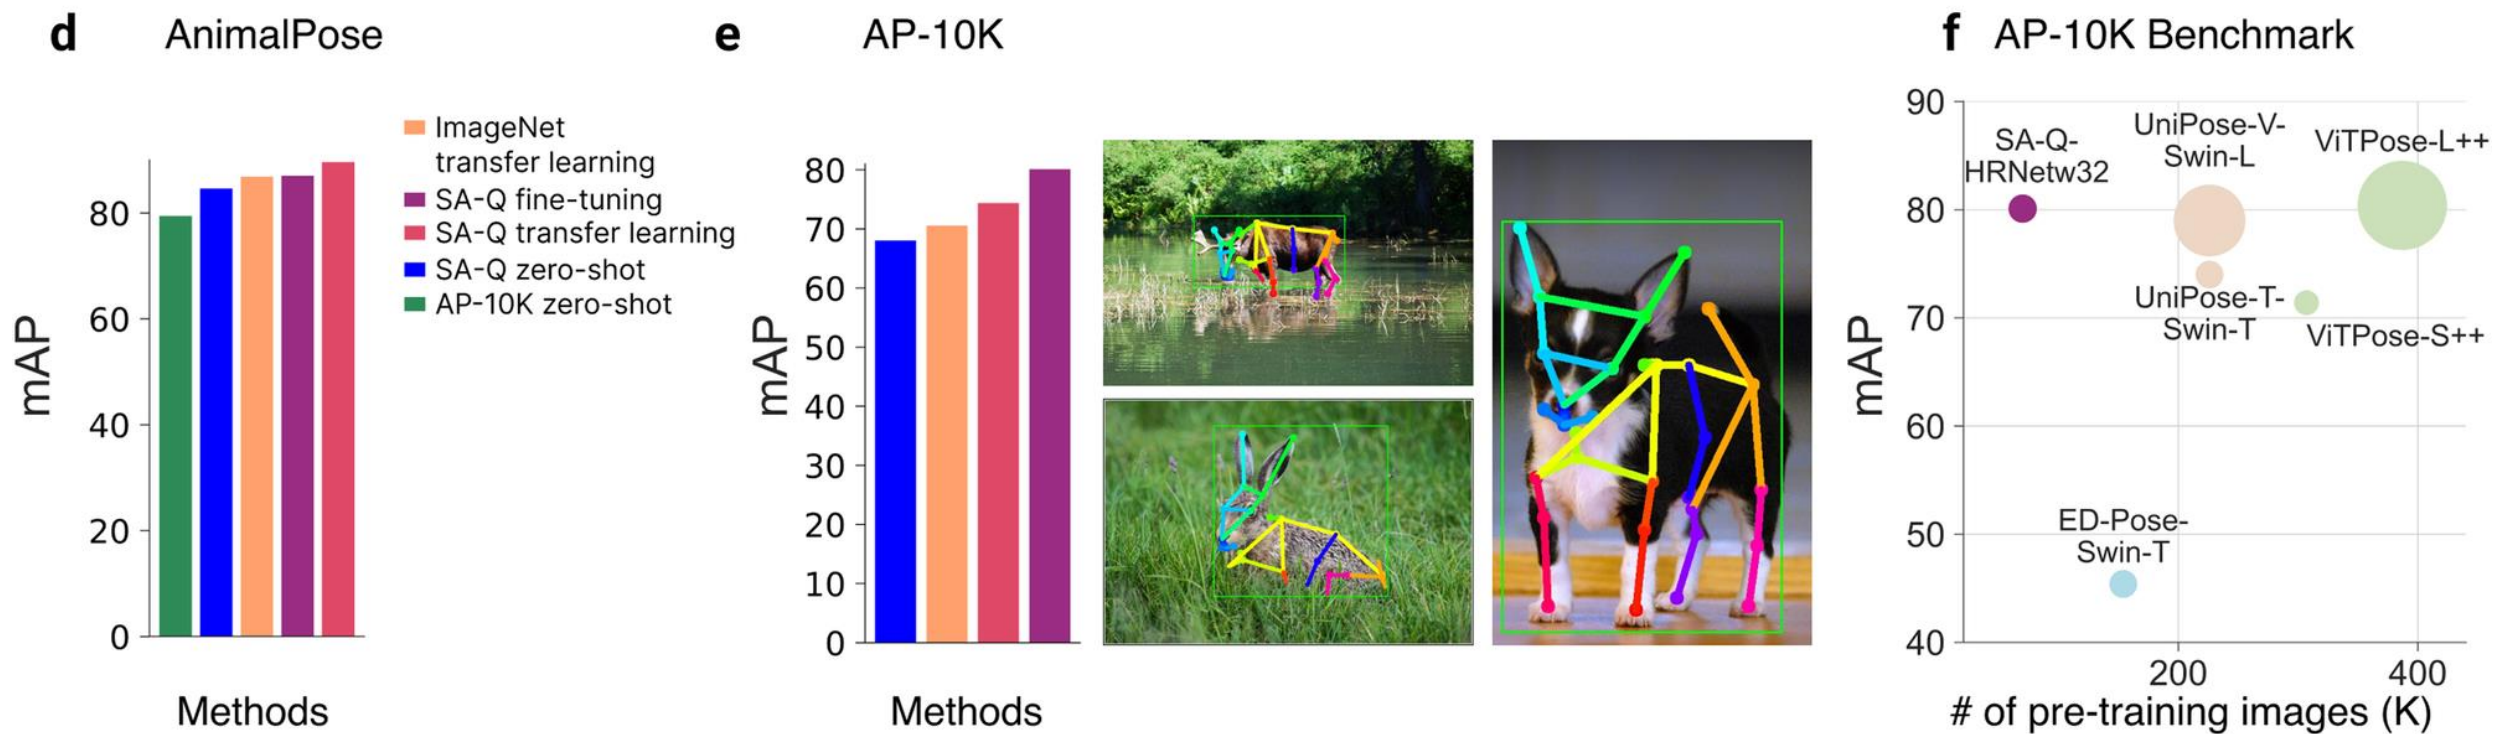 d AnimalPose
mAP
80
60
40
20
0
Methods
ImageNet
transfer learning
SA-Q fine-tuning
SA-Q transfer learning
SA-Q zero-shot
AP-10K zero-shot
e AP-10K
mAP
80
70
60
50
40
30
20
10
0
Methods
f AP-10K Benchmark
mAP
90
80
70
60
50
40
SA-Q-
HRNetw32
UniPose-V-
Swin-L
ViTPose-L++
UniPose-T-
Swin-T
ViTPose-S++
ED-Pose-
Swin-T
200 400
# of pre-training images (K)